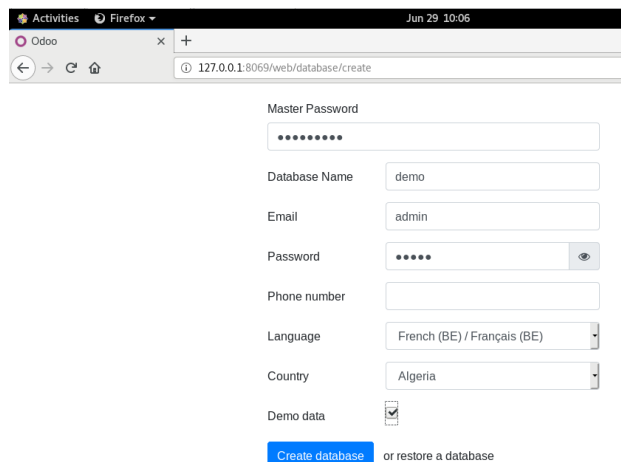 Activities Firefox Jun 29 10:06
Odoo
127.0.0.1:8069/web/database/create
Master Password
●●●●●●●●●
Database Name demo
Email admin
Password ●●●●●
Phone number
Language French (BE) / Français (BE)
Country Algeria
Demo data
Create database or restore a database